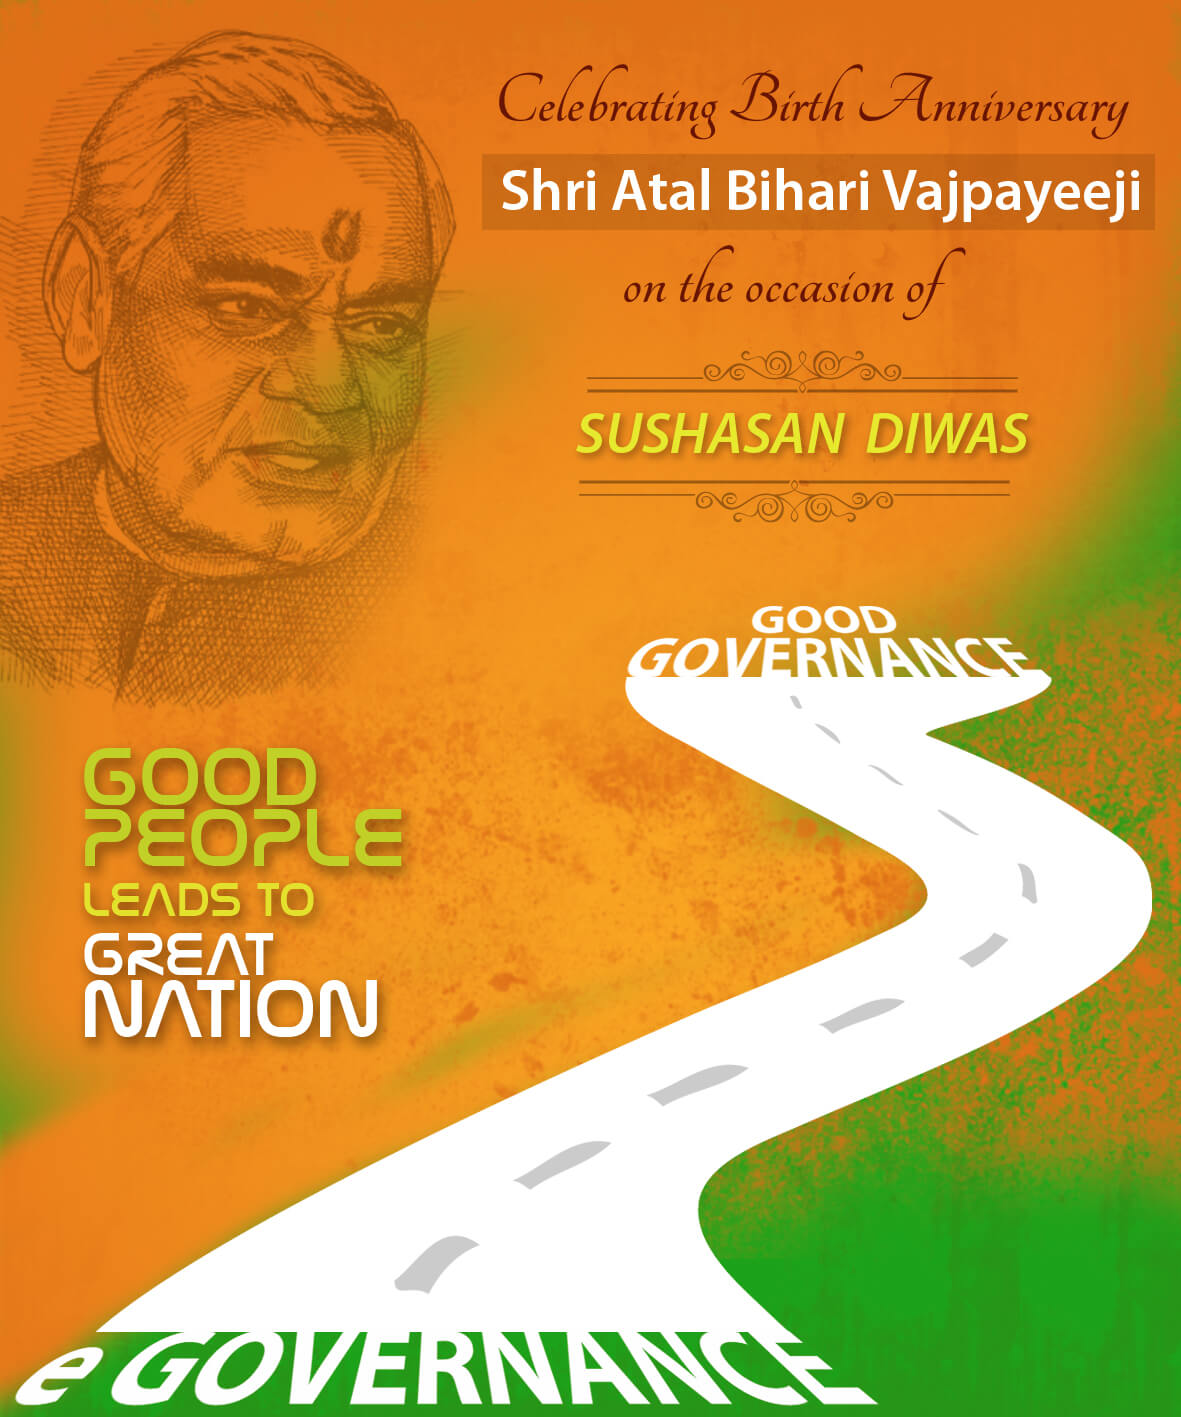 Celebrating Birth Anniversary
Shri Atal Bihari Vajpayeeji
on the occasion of
SUSHASAN DIWAS
GOOD
GOVERNANCE
GOOD
PEOPLE
LEADS TO
GREAT
NATION
e GOVERNANCE